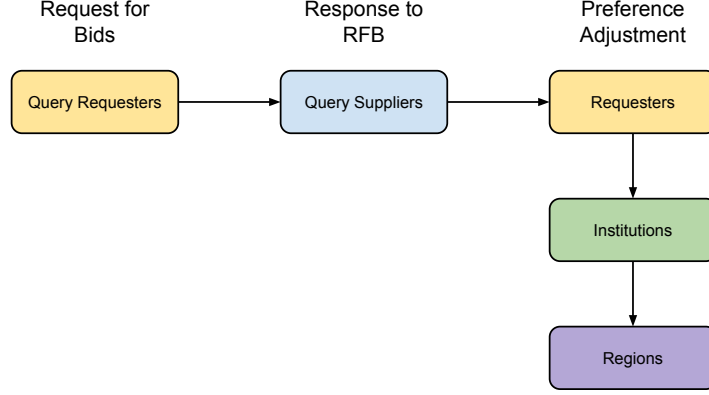 Request for
Bids
Response to
RFB
Preference
Adjustment
Query Requesters
Query Suppliers
Requesters
Institutions
Regions